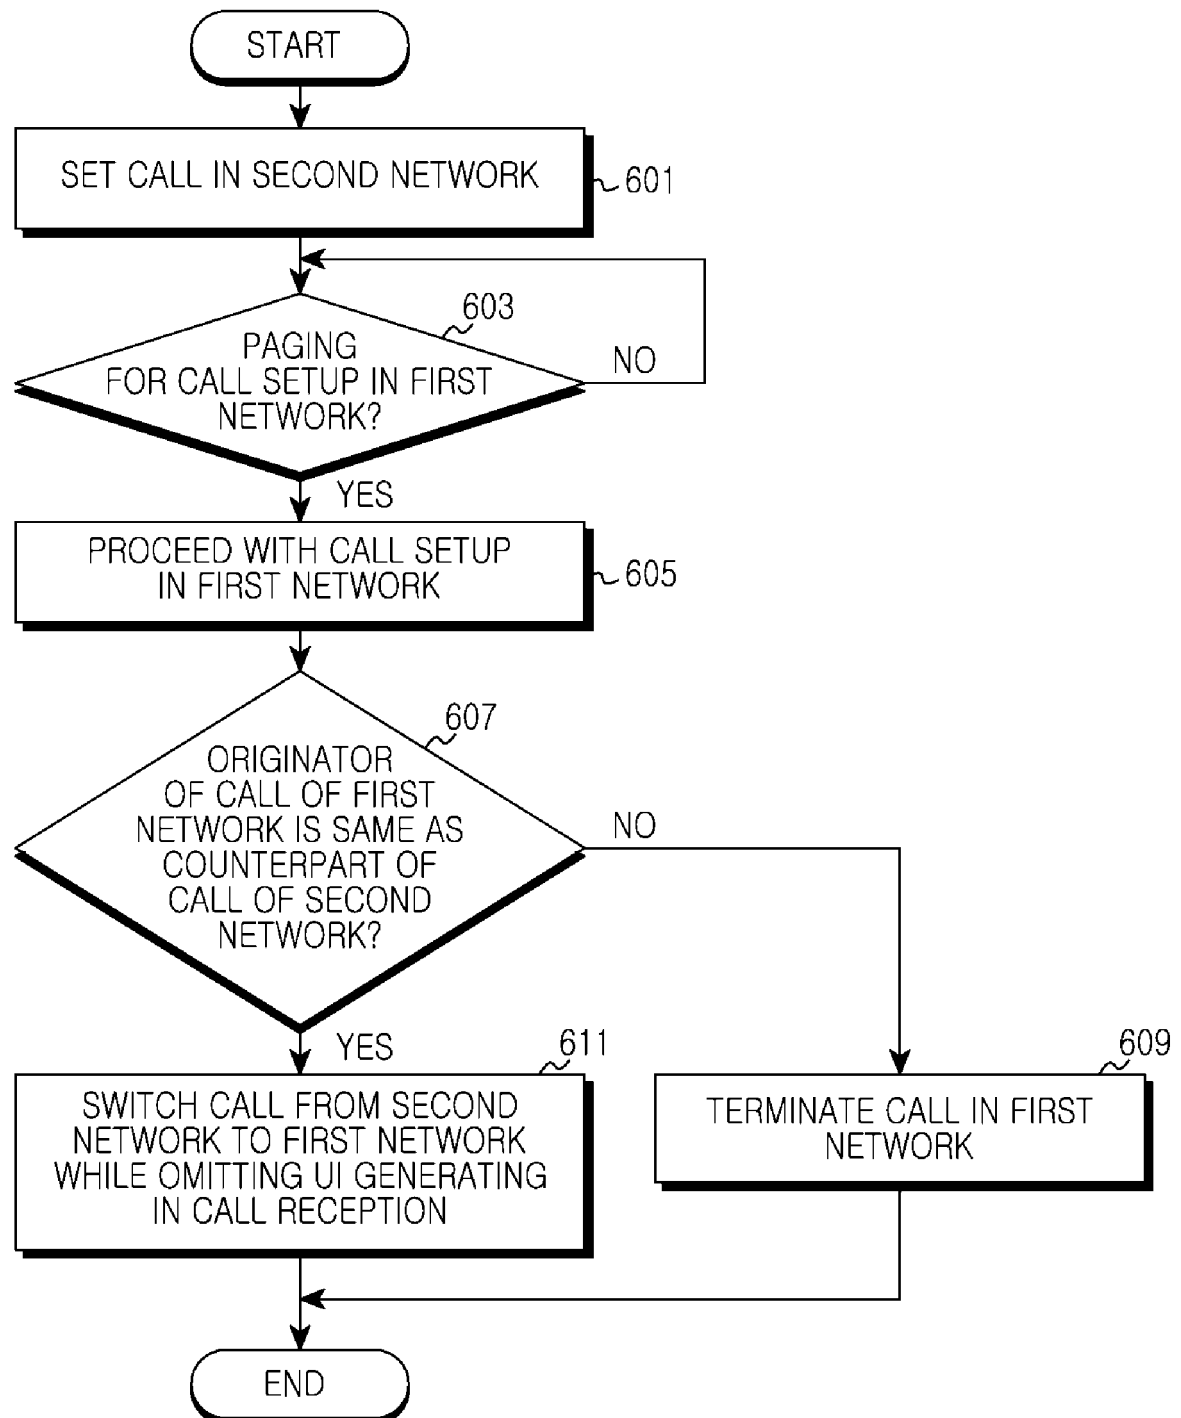 START
SET CALL IN SECOND NETWORK
601
603
PAGING
FOR CALL SETUP IN FIRST
NETWORK?
NO
YES
PROCEED WITH CALL SETUP
IN FIRST NETWORK
605
607
ORIGINATOR
OF CALL OF FIRST
NETWORK IS SAME AS
COUNTERPART OF
CALL OF SECOND
NETWORK?
NO
YES
611
SWITCH CALL FROM SECOND
NETWORK TO FIRST NETWORK
WHILE OMITTING UI GENERATING
IN CALL RECEPTION
609
TERMINATE CALL IN FIRST
NETWORK
END